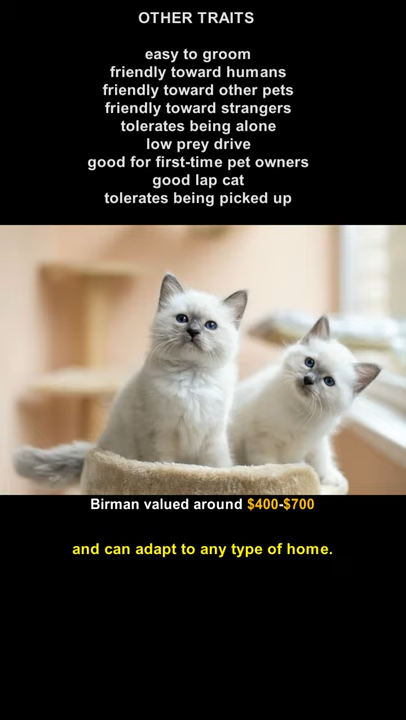 OTHER TRAITS
easy to groom
friendly toward humans
friendly toward other pets
friendly toward strangers
tolerates being alone
low prey drive
good for first-time pet owners
good lap cat
tolerates being picked up
Birman valued around $400-$700
and can adapt to any type of home.